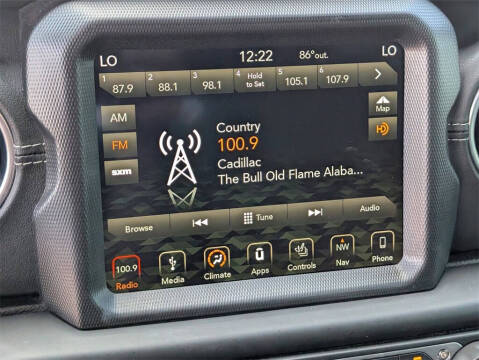 LO 12:22 86°out. LO
1 87.9 2 88.1 3 98.1 4 Hold to Set 5 105.1 6 107.9
AM
FM
sxm
Country
100.9
Cadillac
The Bull Old Flame Alaba...
Map
HD
Browse Tune Audio
100.9 NW
Radio Media Climate Apps Controls Nav Phone